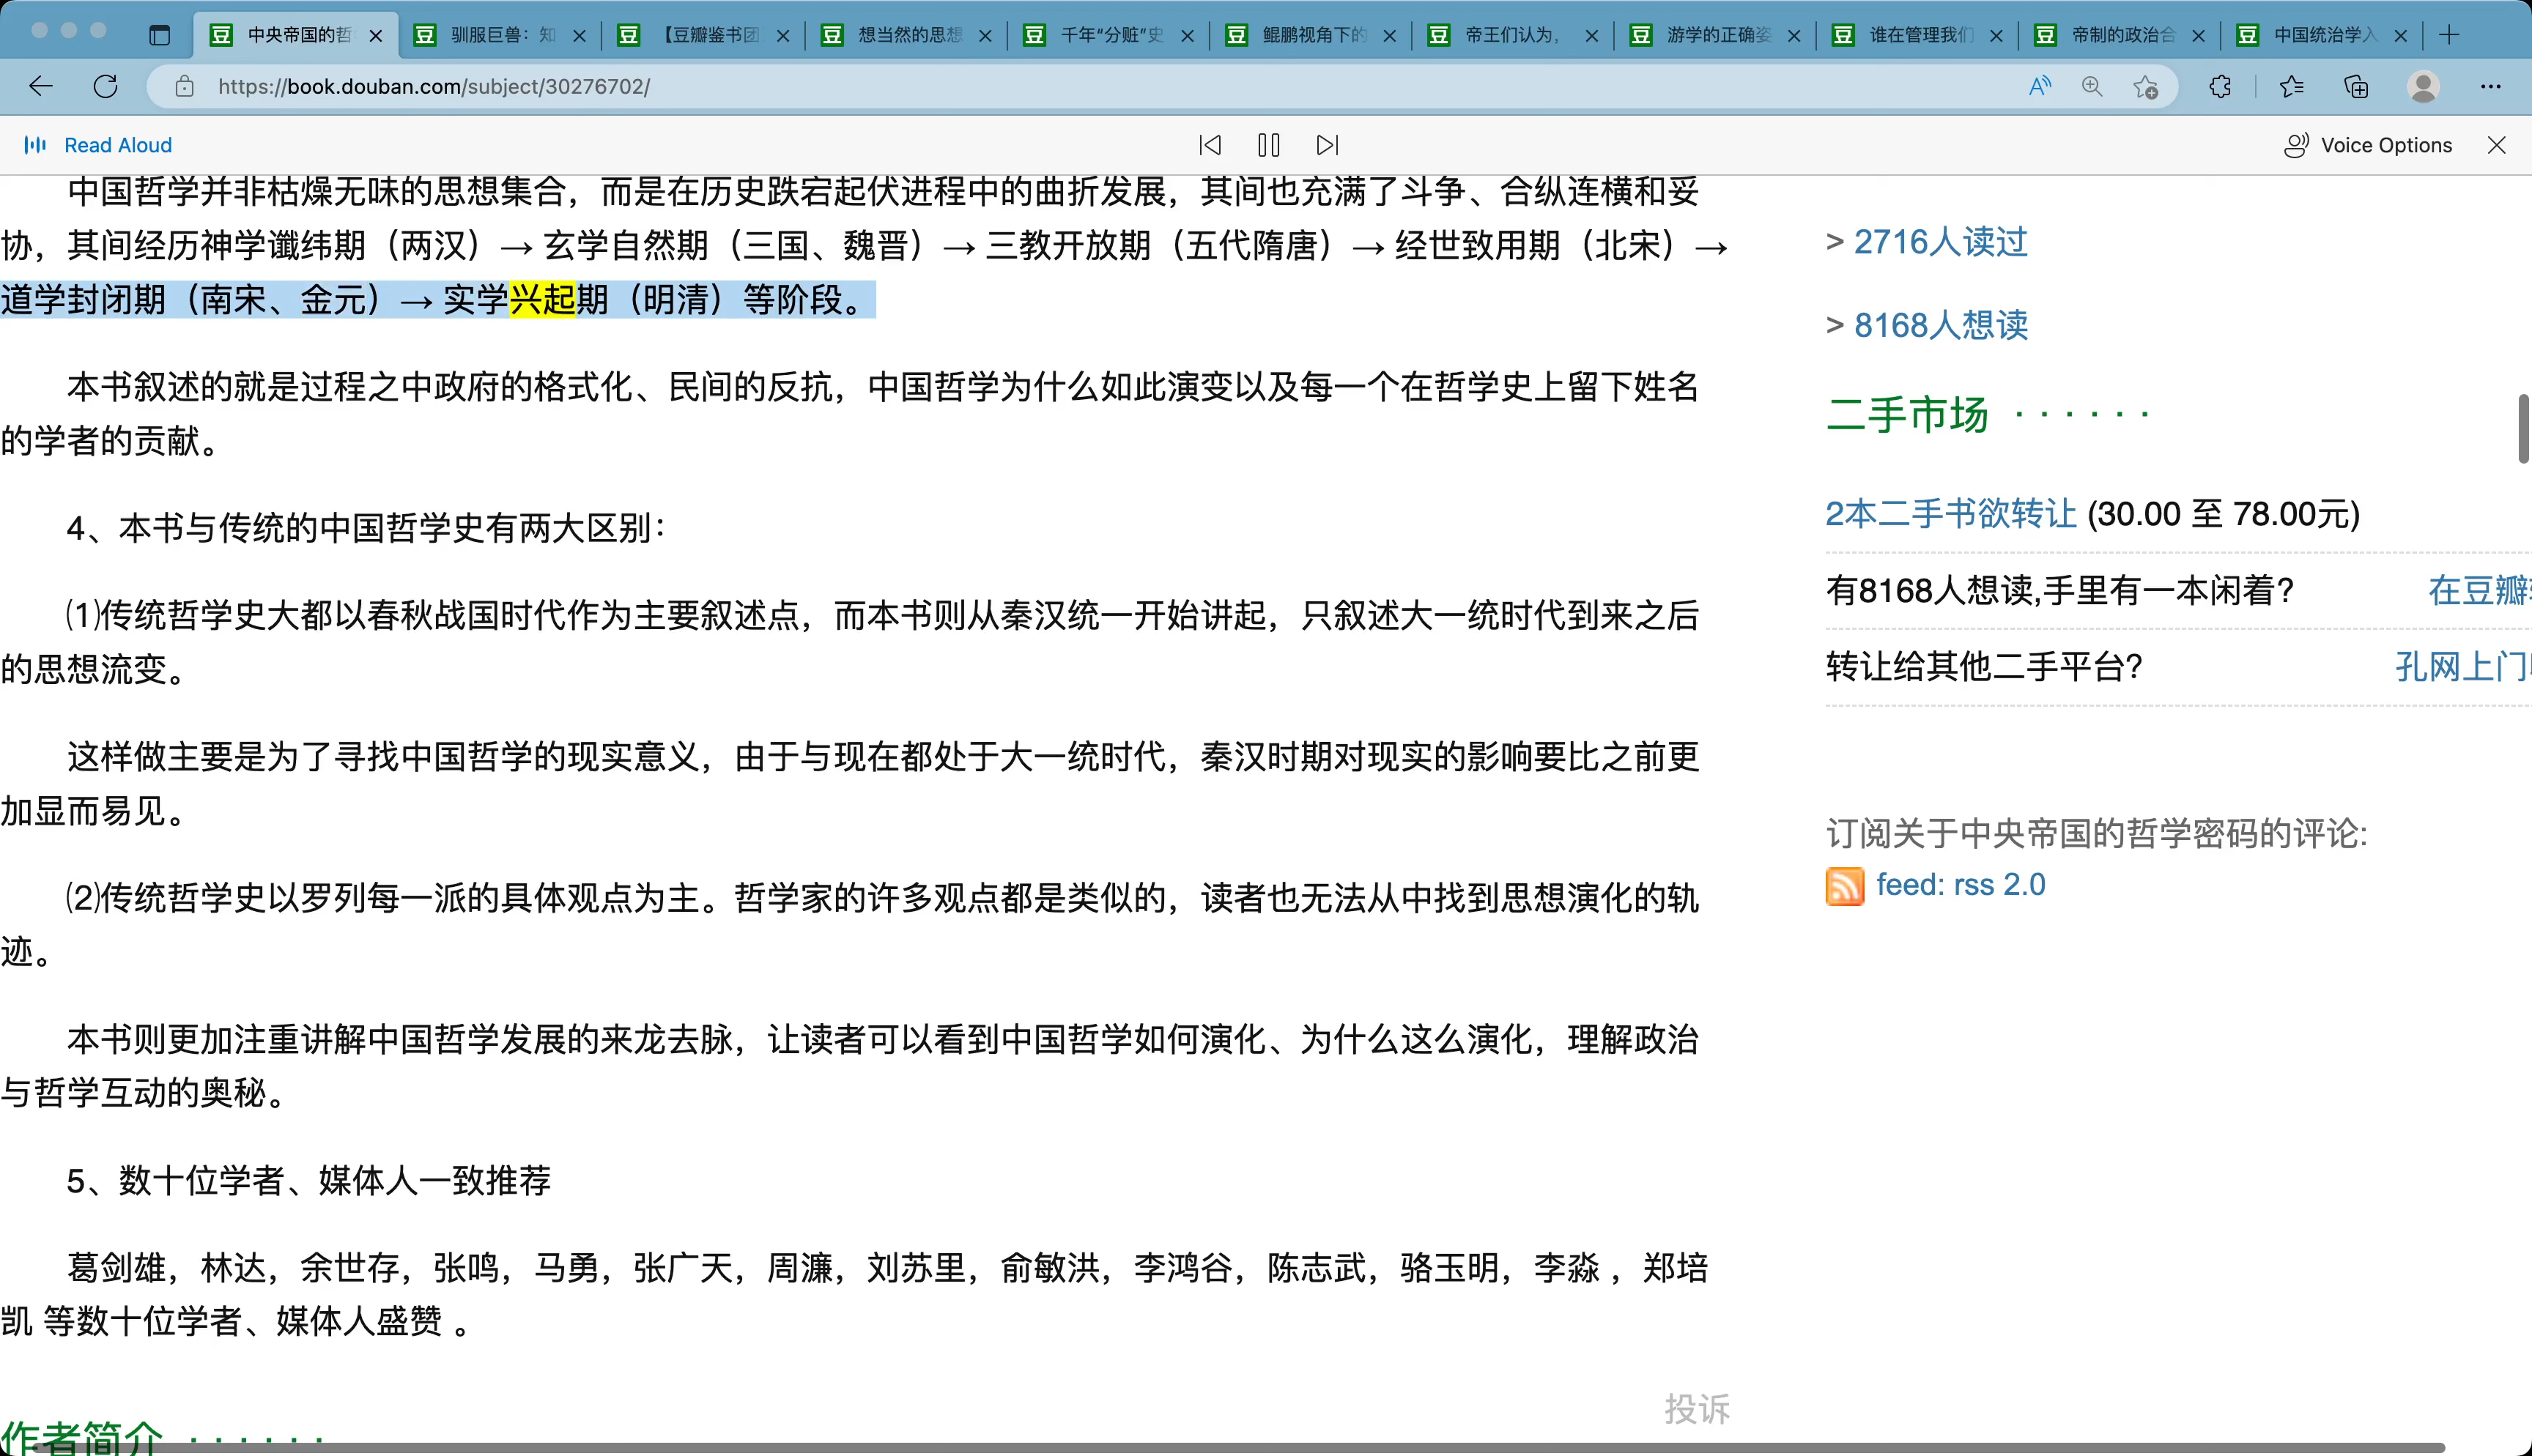 中央帝国的哲
驯服巨兽：知
【豆瓣鉴书团
想当然的思想
千年“分赃”史
鲲鹏视角下的
帝王们认为，
游学的正确姿
谁在管理我们
帝制的政治合
中国统治学入
https://book.douban.com/subject/30276702/
Read Aloud
Voice Options
中国哲学并非枯燥无味的思想集合，而是在历史跌宕起伏进程中的曲折发展，其间也充满了斗争、合纵连横和妥
协，其间经历神学谶纬期（两汉）→ 玄学自然期（三国、魏晋）→ 三教开放期（五代隋唐）→ 经世致用期（北宋）→
道学封闭期（南宋、金元）→ 实学兴起期（明清）等阶段。
本书叙述的就是过程之中政府的格式化、民间的反抗，中国哲学为什么如此演变以及每一个在哲学史上留下姓名
的学者的贡献。
4、本书与传统的中国哲学史有两大区别：
⑴传统哲学史大都以春秋战国时代作为主要叙述点，而本书则从秦汉统一开始讲起，只叙述大一统时代到来之后
的思想流变。
这样做主要是为了寻找中国哲学的现实意义，由于与现在都处于大一统时代，秦汉时期对现实的影响要比之前更
加显而易见。
⑵传统哲学史以罗列每一派的具体观点为主。哲学家的许多观点都是类似的，读者也无法从中找到思想演化的轨
迹。
本书则更加注重讲解中国哲学发展的来龙去脉，让读者可以看到中国哲学如何演化、为什么这么演化，理解政治
与哲学互动的奥秘。
5、数十位学者、媒体人一致推荐
葛剑雄，林达，余世存，张鸣，马勇，张广天，周濂，刘苏里，俞敏洪，李鸿谷，陈志武，骆玉明，李淼 ，郑培
凯 等数十位学者、媒体人盛赞 。
投诉
作者简介 · · · · · ·
> 2716人读过
> 8168人想读
二手市场 · · · · · ·
2本二手书欲转让 (30.00 至 78.00元)
有8168人想读,手里有一本闲着? 在豆瓣
转让给其他二手平台? 孔网上门
订阅关于中央帝国的哲学密码的评论:
feed: rss 2.0